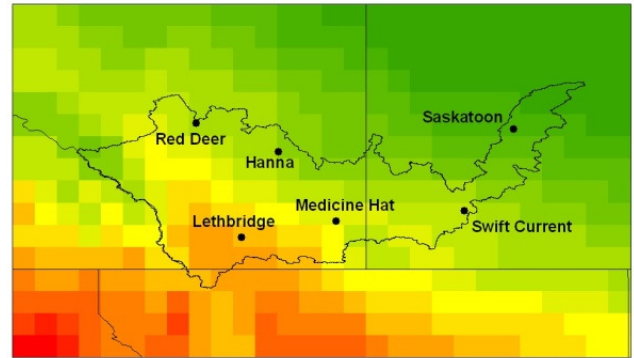 Saskatoon
Red Deer
Hanna
Medicine Hat
Lethbridge
Swift Current